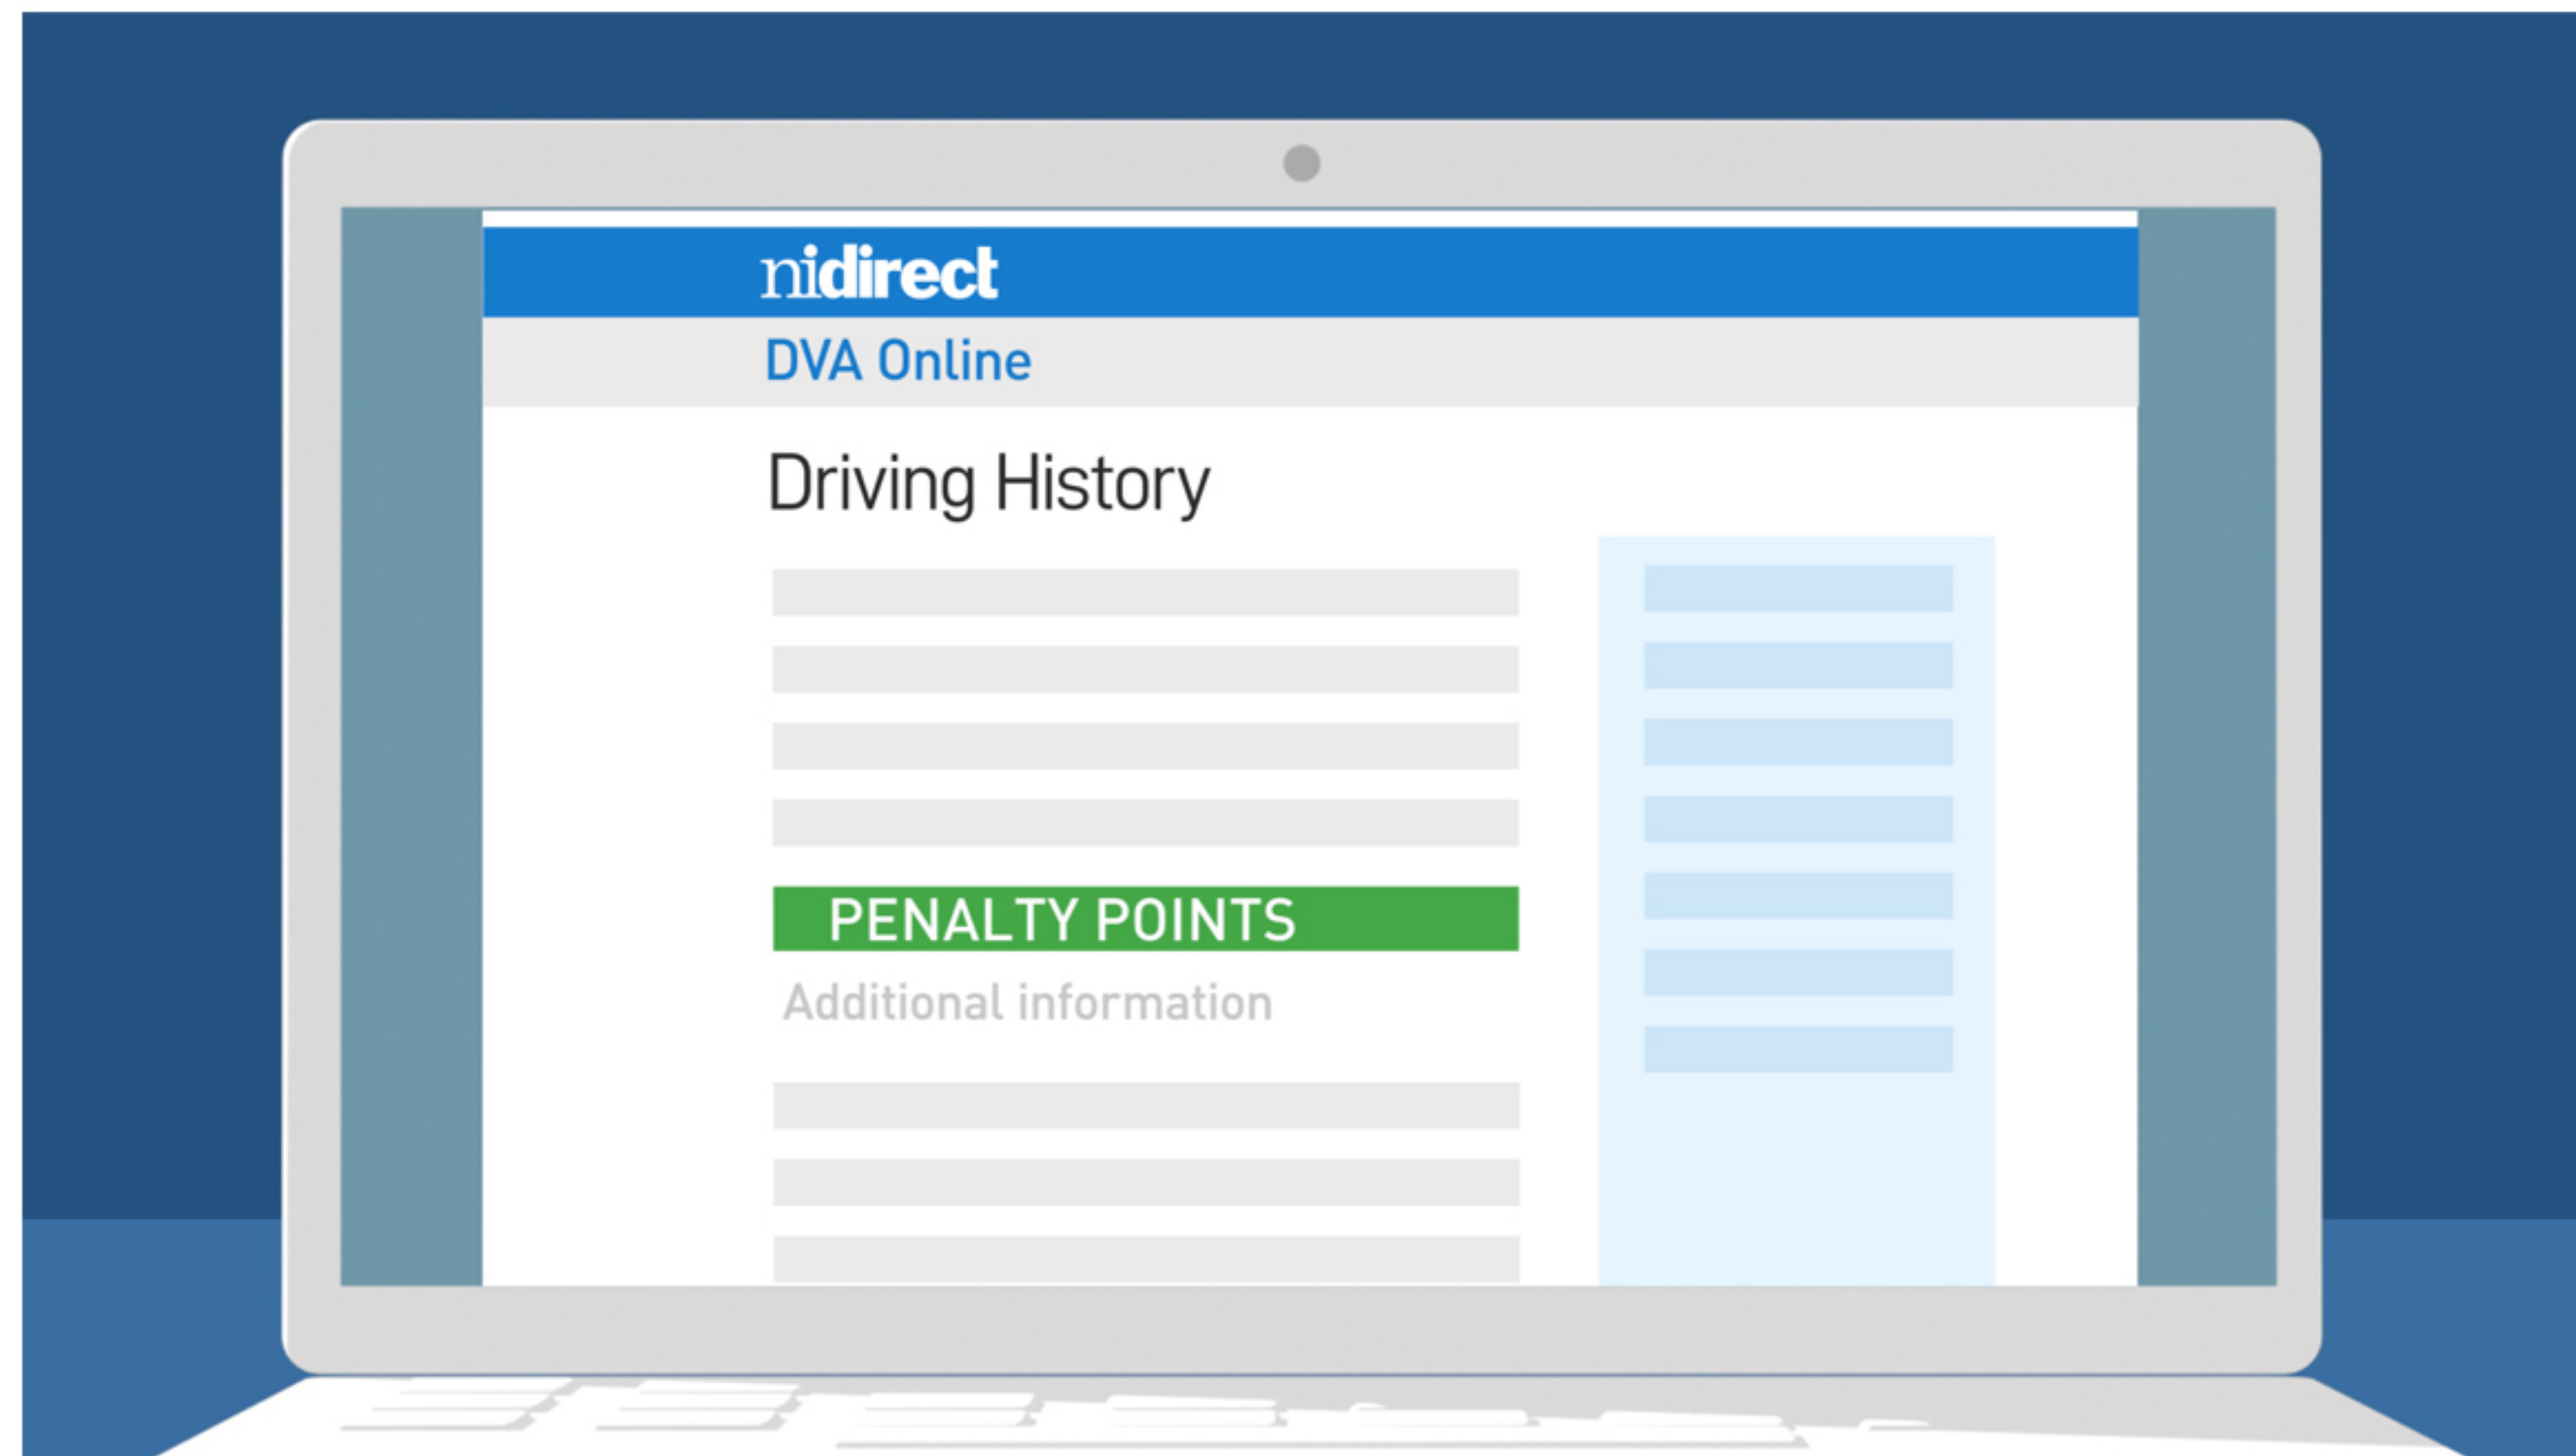 nidirect
DVA Online
Driving History
PENALTY POINTS
Additional information